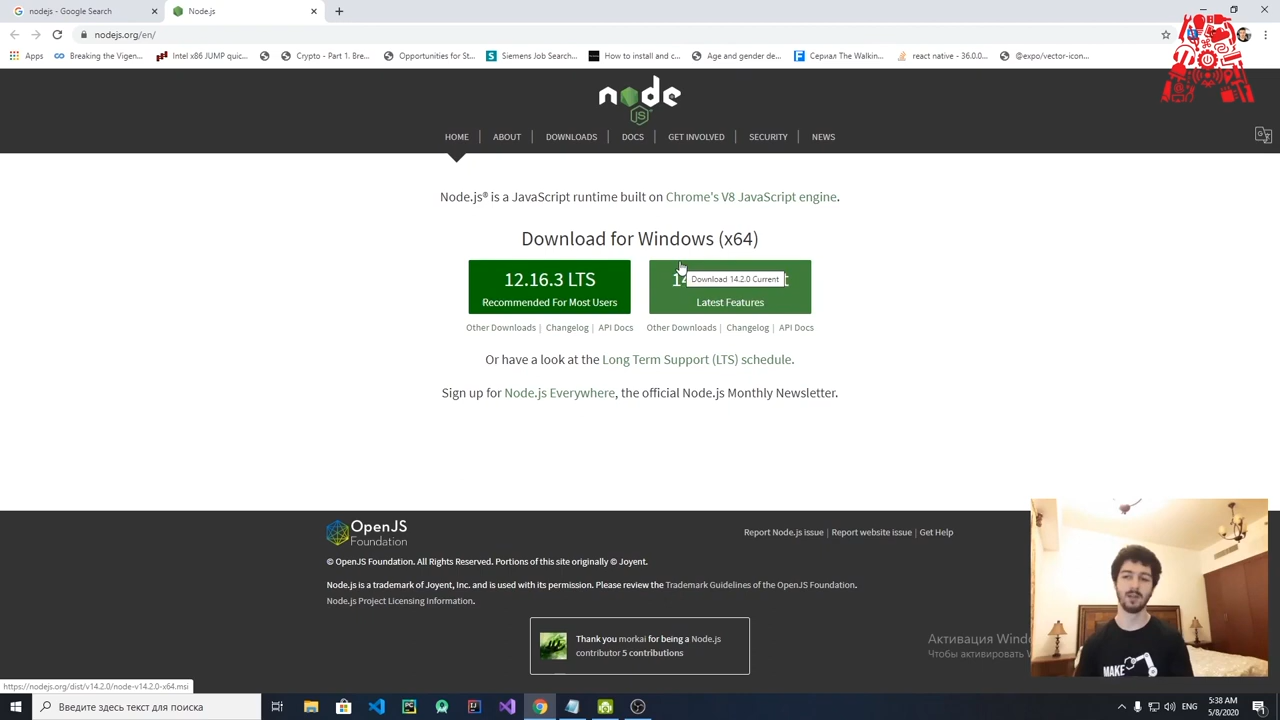 nodejs - Google Search
Node.js
nodejs.org/en/
Apps
Breaking the Vigen...
Intel x86 JUMP quic...
Crypto - Part 1. Bre...
Opportunities for St...
Siemens Job Search...
How to install and c...
Age and gender de...
Сериал The Walkin...
react native - 36.0.0...
@expo/vector-icon...
node
JS
HOME
ABOUT
DOWNLOADS
DOCS
GET INVOLVED
SECURITY
NEWS
Node.js® is a JavaScript runtime built on Chrome's V8 JavaScript engine.
Download for Windows (x64)
12.16.3 LTS
Recommended For Most Users
Download 14.2.0 Current
Latest Features
Other Downloads | Changelog | API Docs
Other Downloads | Changelog | API Docs
Or have a look at the Long Term Support (LTS) schedule.
Sign up for Node.js Everywhere, the official Node.js Monthly Newsletter.
OpenJS
Foundation
Report Node.js issue | Report website issue | Get Help
© OpenJS Foundation. All Rights Reserved. Portions of this site originally © Joyent.
Node.js is a trademark of Joyent, Inc. and is used with its permission. Please review the Trademark Guidelines of the OpenJS Foundation.
Node.js Project Licensing Information.
Thank you morkai for being a Node.js
contributor 5 contributions
Активация Windo
Чтобы активировать W
MAKE
https://nodejs.org/dist/v14.2.0/node-v14.2.0-x64.msi
Введите здесь текст для поиска
ENG
5:38 AM
5/8/2020